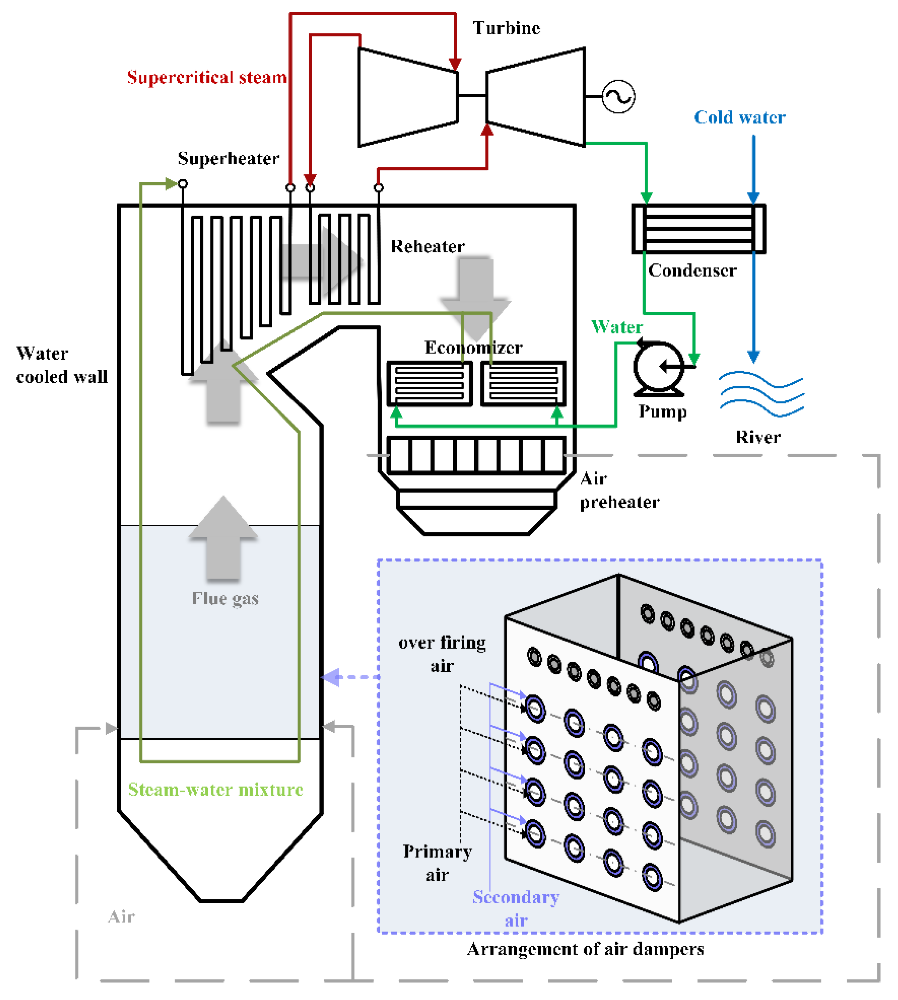 Turbine
Supercritical steam
Cold water
Superheater
Reheater
Condenser
Water
Economizer
Water
cooled wall
Pump
River
Air
preheater
Flue gas
over firing
air
Steam-water mixture
Primary
air
Secondary
air
Air
Arrangement of air dampers